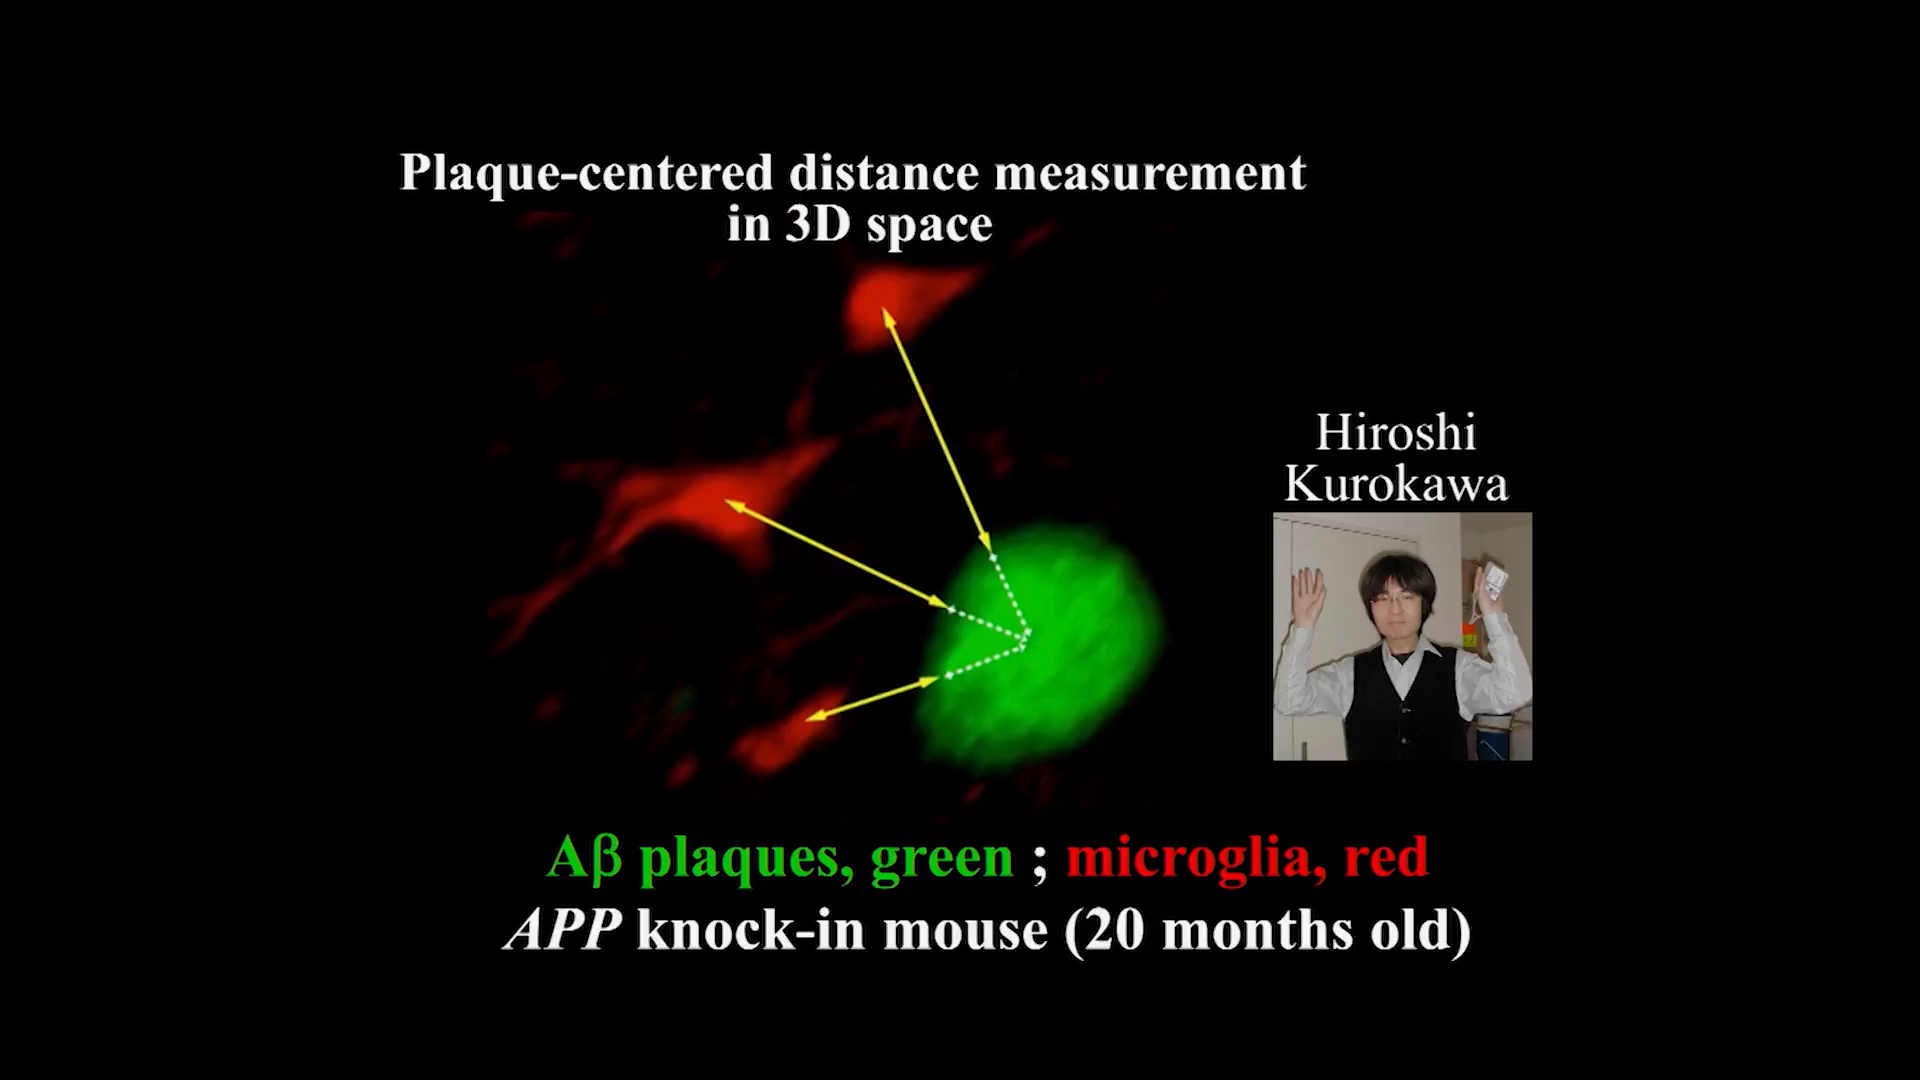 Plaque-centered distance measurement
in 3D space
Hiroshi
Kurokawa
Aβ plaques, green ; microglia, red
APP knock-in mouse (20 months old)